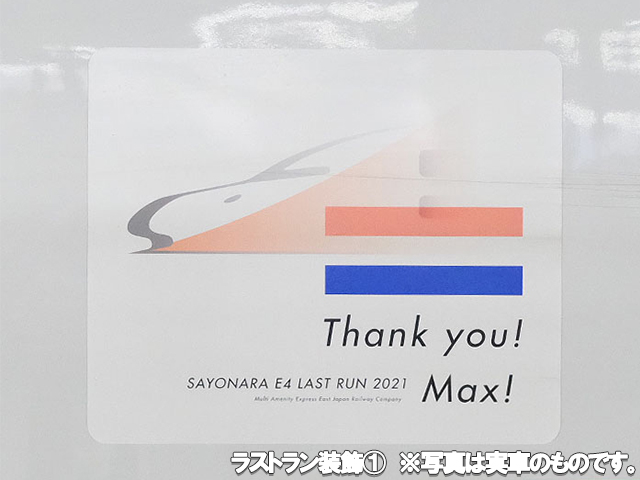 Thank you!
SAYONARA E4 LAST RUN 2021 Max!
Multi Amenity Express East Japan Railway Company
ラストラン装飾① ※写真は実車のものです。